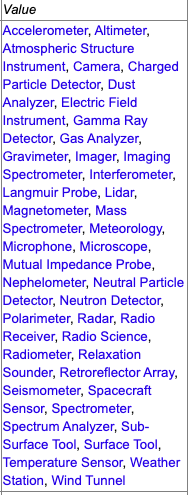 Value
Accelerometer, Altimeter,
Atmospheric Structure
Instrument, Camera, Charged
Particle Detector, Dust
Analyzer, Electric Field
Instrument, Gamma Ray
Detector, Gas Analyzer,
Gravimeter, Imager, Imaging
Spectrometer, Interferometer,
Langmuir Probe, Lidar,
Magnetometer, Mass
Spectrometer, Meteorology,
Microphone, Microscope,
Mutual Impedance Probe,
Nephelometer, Neutral Particle
Detector, Neutron Detector,
Polarimeter, Radar, Radio
Receiver, Radio Science,
Radiometer, Relaxation
Sounder, Retroreflector Array,
Seismometer, Spacecraft
Sensor, Spectrometer,
Spectrum Analyzer, Sub-
Surface Tool, Surface Tool,
Temperature Sensor, Weather
Station, Wind Tunnel